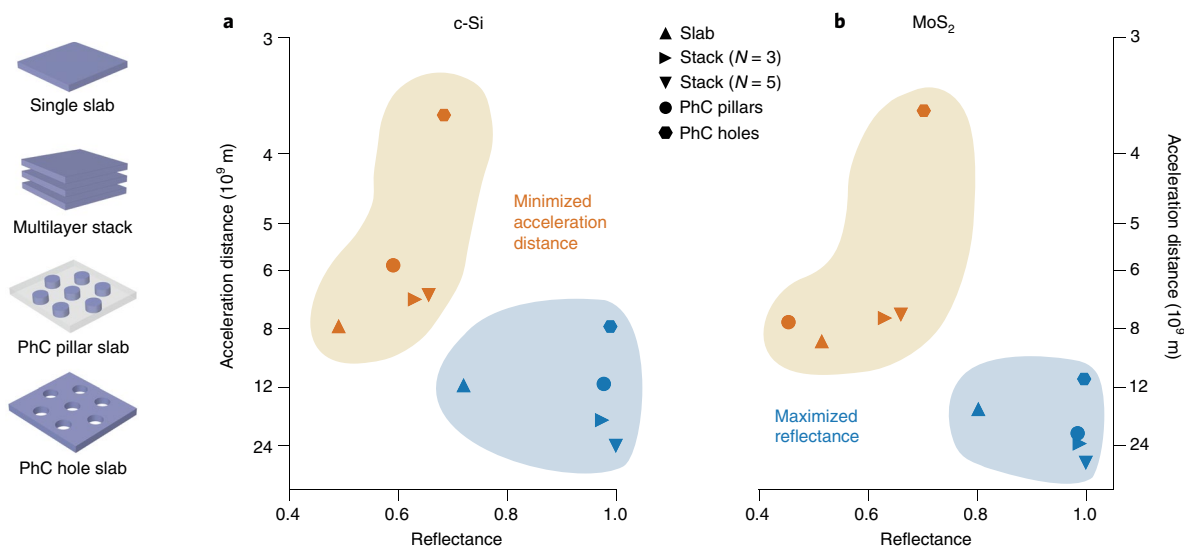 Single slab
Multilayer stack
PhC pillar slab
PhC hole slab
a
c-Si
3
4
5
6
8
12
24
Acceleration distance (10⁹ m)
0.4
0.6
0.8
1.0
Reflectance
Minimized
acceleration
distance
Slab
Stack (N = 3)
Stack (N = 5)
PhC pillars
PhC holes
b
MoS₂
Maximized
reflectance
3
4
5
6
8
12
24
Acceleration distance (10⁹ m)
0.4
0.6
0.8
1.0
Reflectance